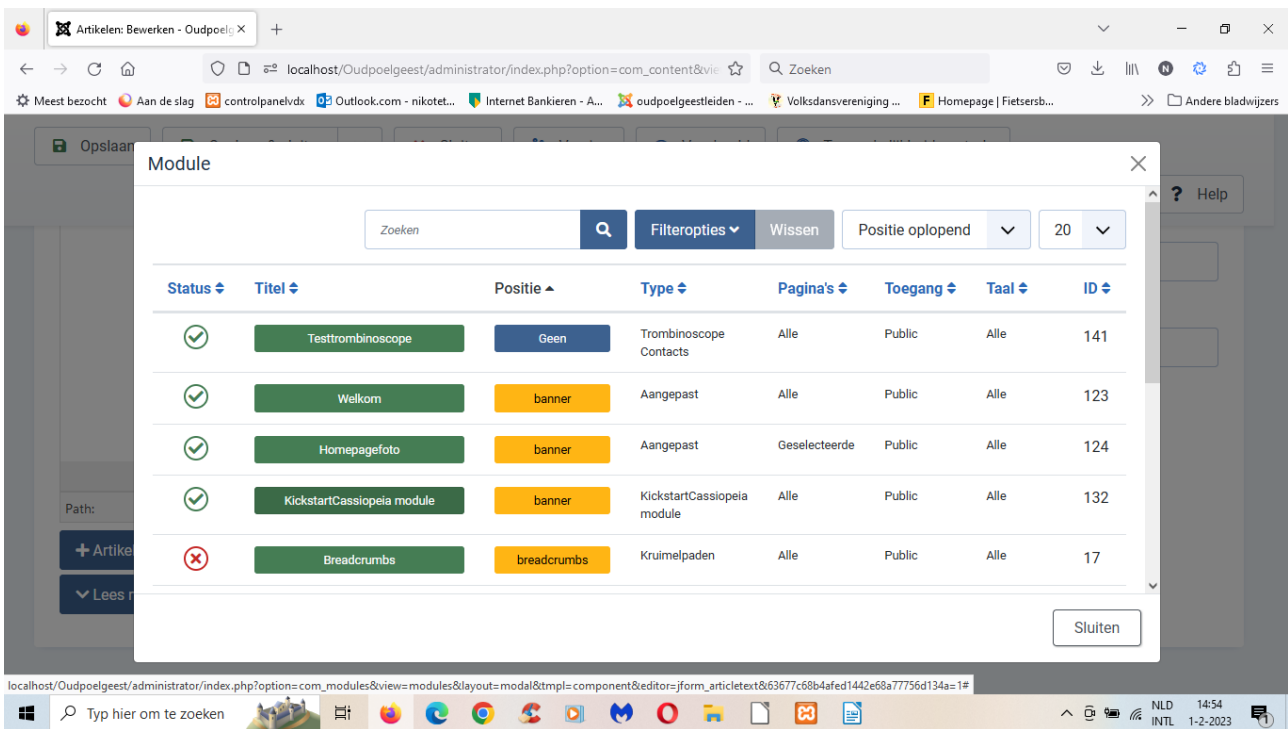 Artikelen: Bewerken - Oudpoelg
localhost/Oudpoelgeest/administrator/index.php?option=com_content&vie
Zoeken
Meest bezocht Aan de slag controlpanelvdx Outlook.com - nikotet... Internet Bankieren - A... oudpoelgeestleiden - ... Volksdansvereniging ... Homepage | Fietsersb... Andere bladwijzers
Opslaan
Module
? Help
Zoeken Filteropties Wissen Positie oplopend 20
Status Titel Positie Type Pagina's Toegang Taal ID
Testtrombinoscope Geen Trombinoscope Contacts Alle Public Alle 141
Welkom banner Aangepast Alle Public Alle 123
Homepagefoto banner Aangepast Geselecteerde Public Alle 124
KickstartCassiopeia module banner KickstartCassiopeia module Alle Public Alle 132
Breadcrumbs breadcrumbs Kruimelpaden Alle Public Alle 17
Path:
Artikel
Lees
Sluiten
localhost/Oudpoelgeest/administrator/index.php?option=com_modules&view=modules&layout=modal&tmpl=component&editor=jform_articletext&63677c68b4afed1442e68a77756d134a=1#
Typ hier om te zoeken
NLD 14:54
INTL 1-2-2023